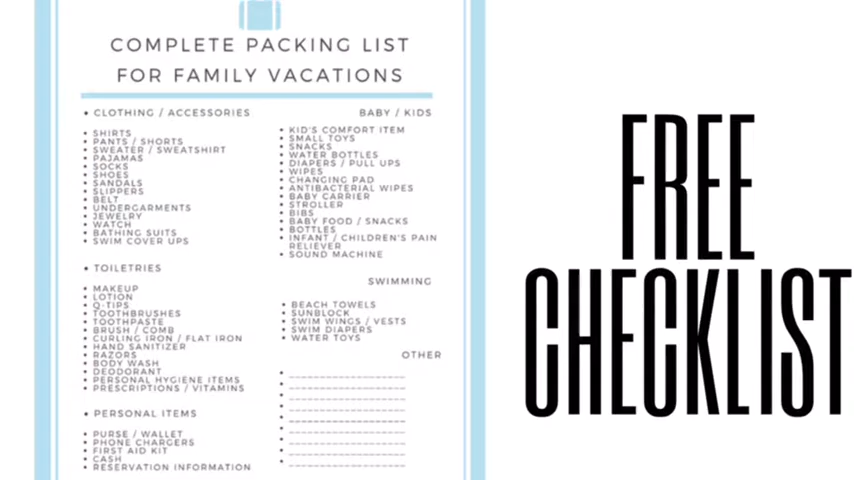 COMPLETE PACKING LIST
FOR FAMILY VACATIONS
• CLOTHING / ACCESSORIES
• SHIRTS
• PANTS / SHORTS
• SWEATER / SWEATSHIRT
• PAJAMAS
• SOCKS
• SHOES
• SANDALS
• SLIPPERS
• BELT
• UNDERGARMENTS
• JEWELRY
• WATCH
• BATHING SUITS
• SWIM COVER UPS
• TOILETRIES
• MAKEUP
• LOTION
• Q-TIPS
• TOOTHBRUSHES
• TOOTHPASTE
• BRUSH / COMB
• CURLING IRON / FLAT IRON
• HAND SANITIZER
• RAZORS
• BODY WASH
• DEODORANT
• PERSONAL HYGIENE ITEMS
• PRESCRIPTIONS / VITAMINS
• PERSONAL ITEMS
• PURSE / WALLET
• PHONE CHARGERS
• FIRST AID KIT
• CASH
• RESERVATION INFORMATION
BABY / KIDS
• KID'S COMFORT ITEM
• SMALL TOYS
• SNACKS
• WATER BOTTLES
• DIAPERS / PULL UPS
• WIPES
• CHANGING PAD
• ANTIBACTERIAL WIPES
• BABY CARRIER
• STROLLER
• BIBS
• BABY FOOD / SNACKS
• BOTTLES
• INFANT / CHILDREN'S PAIN
RELIEVER
• SOUND MACHINE
SWIMMING
• BEACH TOWELS
• SUNBLOCK
• SWIM WINGS / VESTS
• SWIM DIAPERS
• WATER TOYS
OTHER
FREE
CHECKLIST